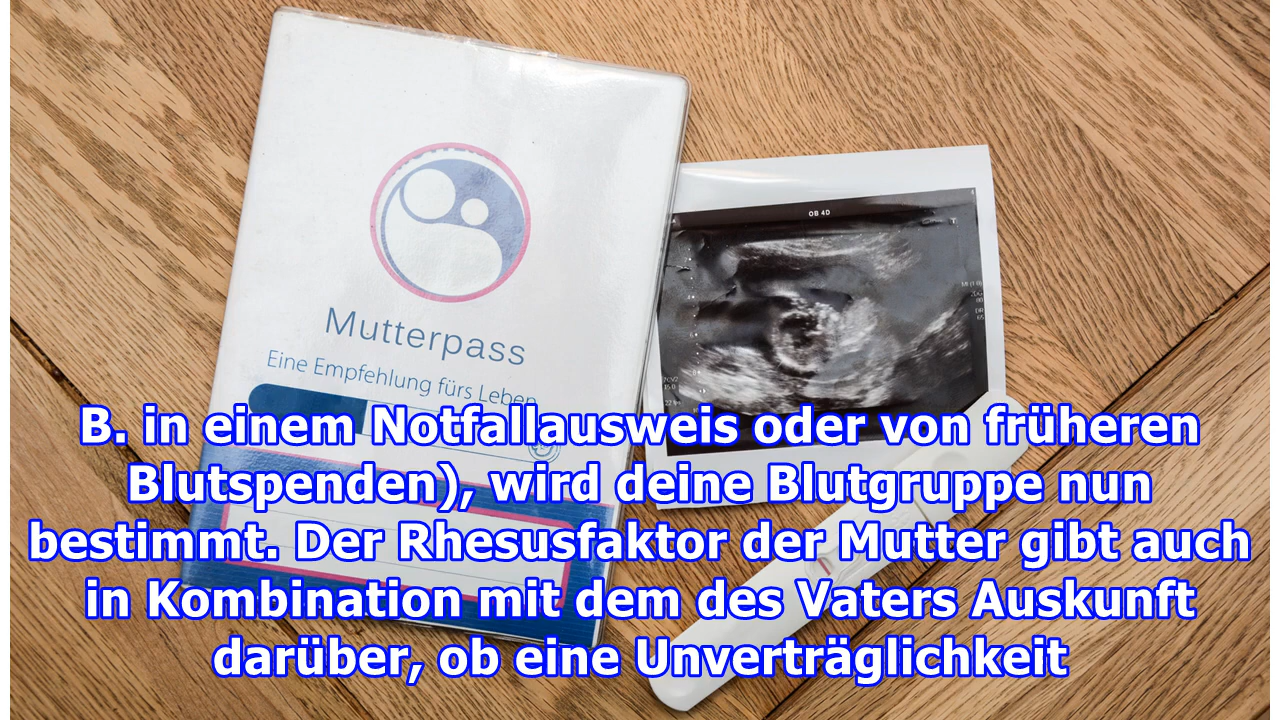 Mutterpass
Eine Empfehlung fürs Leben
OB 4D
B. in einem Notfallausweis oder von früheren
Blutspenden), wird deine Blutgruppe nun
bestimmt. Der Rhesusfaktor der Mutter gibt auch
in Kombination mit dem des Vaters Auskunft
darüber, ob eine Unverträglichkeit